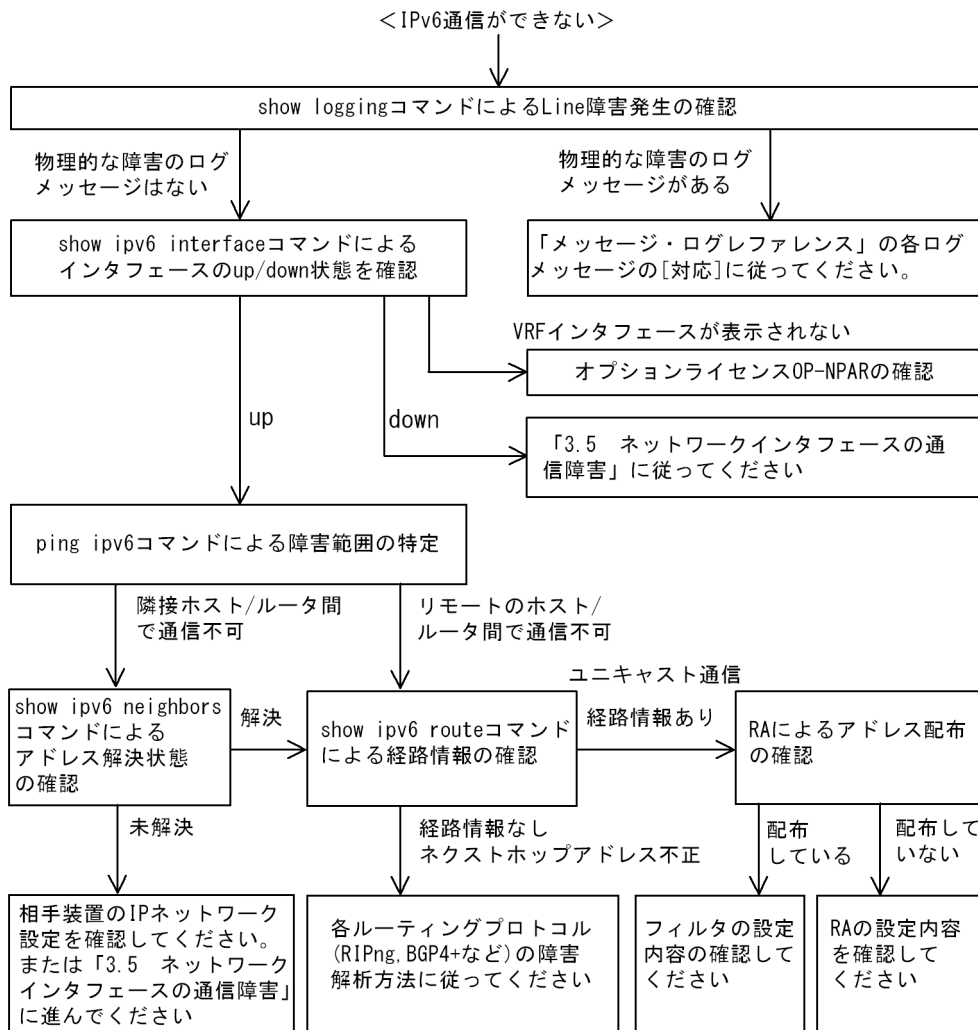 ＜IPv6通信ができない＞
show loggingコマンドによるLine障害発生の確認
物理的な障害のログ
メッセージはない
物理的な障害のログ
メッセージがある
show ipv6 interfaceコマンドによる
インタフェースのup/down状態を確認
「メッセージ・ログレファレンス」の各ログ
メッセージの[対応]に従ってください。
VRFインタフェースが表示されない
オプションライセンスOP-NPARの確認
up
down
「3.5　ネットワークインタフェースの通
信障害」に従ってください
ping ipv6コマンドによる障害範囲の特定
隣接ホスト/ルータ間
で通信不可
リモートのホスト/
ルータ間で通信不可
show ipv6 neighbors
コマンドによる
アドレス解決状態
の確認
解決
show ipv6 routeコマンド
による経路情報の確認
ユニキャスト通信
経路情報あり
RAによるアドレス配布
の確認
未解決
経路情報なし
ネクストホップアドレス不正
配布
している
配布して
いない
相手装置のIPネットワーク
設定を確認してください。
または「3.5　ネットワーク
インタフェースの通信障害」
に進んでください
各ルーティングプロトコル
(RIPng,BGP4+など)の障害
解析方法に従ってください
フィルタの設定
内容の確認して
ください
RAの設定内容
を確認して
ください